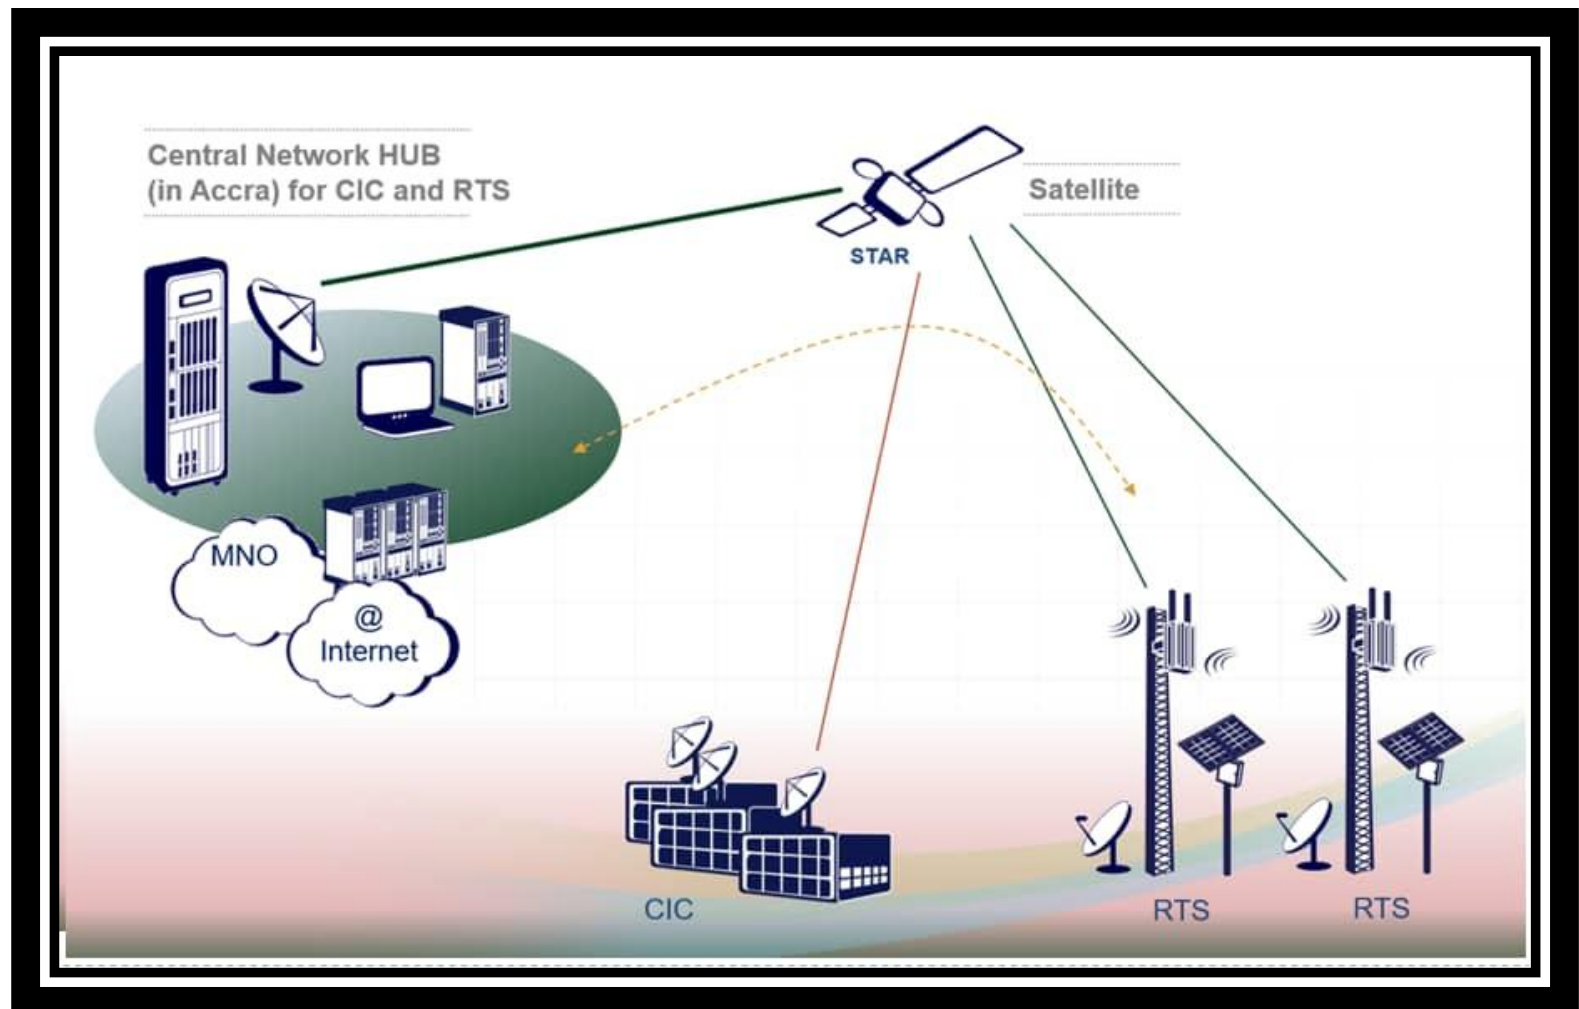 Central Network HUB
(in Accra) for CIC and RTS
Satellite
STAR
MNO
@
Internet
CIC
RTS
RTS